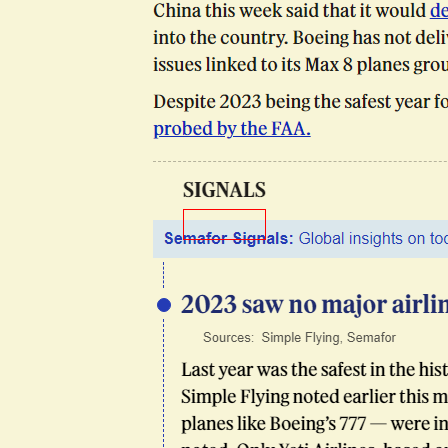 China this week said that it would de
into the country. Boeing has not deli
issues linked to its Max 8 planes grou
Despite 2023 being the safest year fo
probed by the FAA.
SIGNALS
Semafor Signals: Global insights on to
2023 saw no major airlin
Sources: Simple Flying, Semafor
Last year was the safest in the hist
Simple Flying noted earlier this m
planes like Boeing's 777 — were in